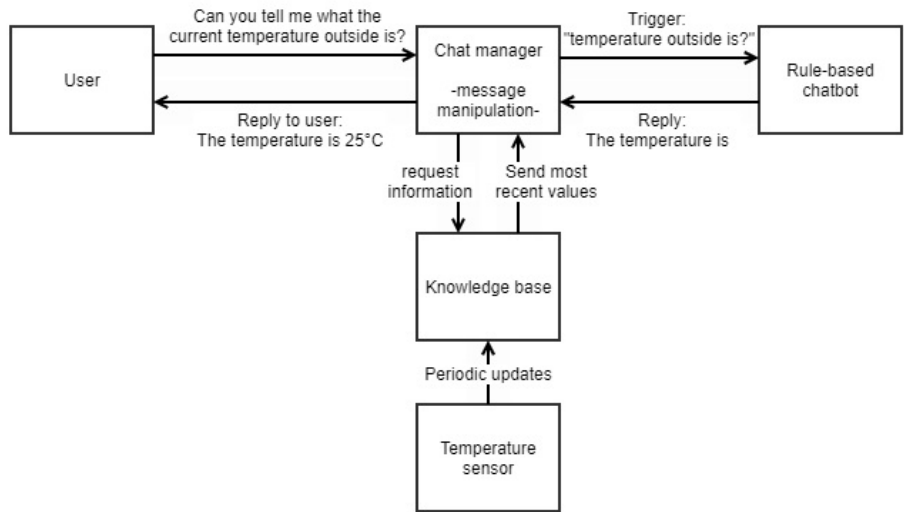 Can you tell me what the
current temperature outside is?
Trigger:
"temperature outside is?"
User
Chat manager
-message
manipulation-
Rule-based
chatbot
Reply to user:
The temperature is 25°C
Reply:
The temperature is
request
information
Send most
recent values
Knowledge base
Periodic updates
Temperature
sensor